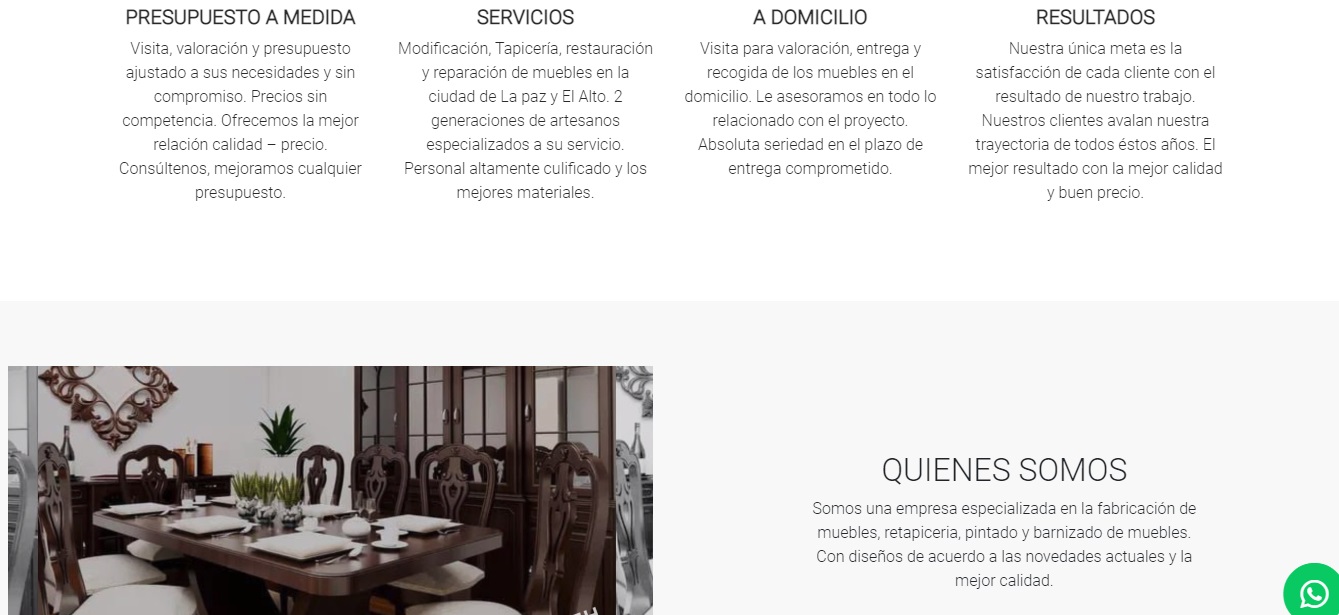 PRESUPUESTO A MEDIDA
Visita, valoración y presupuesto
ajustado a sus necesidades y sin
compromiso. Precios sin
competencia. Ofrecemos la mejor
relación calidad – precio.
Consúltenos, mejoramos cualquier
presupuesto.
SERVICIOS
Modificación, Tapicería, restauración
y reparación de muebles en la
ciudad de La paz y El Alto. 2
generaciones de artesanos
especializados a su servicio.
Personal altamente culificado y los
mejores materiales.
A DOMICILIO
Visita para valoración, entrega y
recogida de los muebles en el
domicilio. Le asesoramos en todo lo
relacionado con el proyecto.
Absoluta seriedad en el plazo de
entrega comprometido.
RESULTADOS
Nuestra única meta es la
satisfacción de cada cliente con el
resultado de nuestro trabajo.
Nuestros clientes avalan nuestra
trayectoria de todos éstos años. El
mejor resultado con la mejor calidad
y buen precio.
QUIENES SOMOS
Somos una empresa especializada en la fabricación de
muebles, retapiceria, pintado y barnizado de muebles.
Con diseños de acuerdo a las novedades actuales y la
mejor calidad.